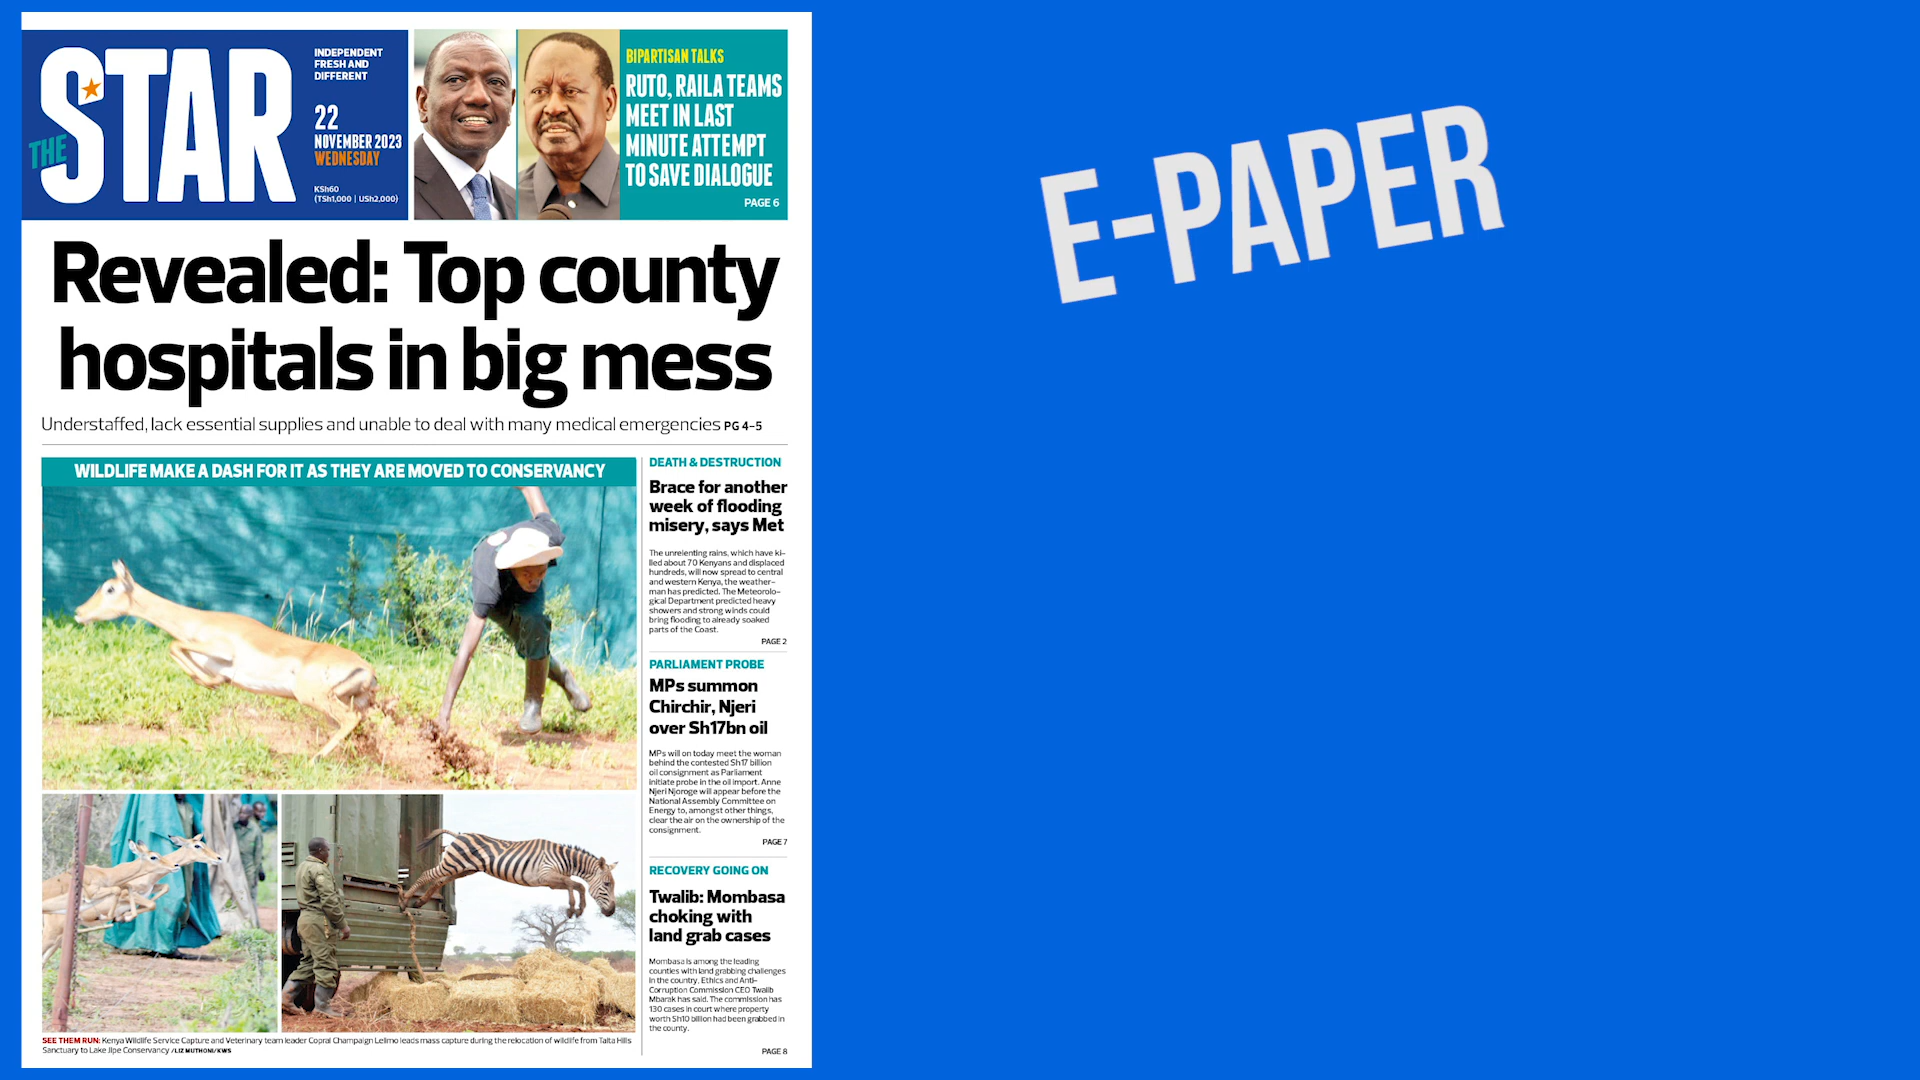 THE STAR
INDEPENDENT
FRESH AND
DIFFERENT
22
NOVEMBER 2023
WEDNESDAY
KSh60
(TSh1,000 | USh2,000)
BIPARTISAN TALKS
RUTO, RAILA TEAMS
MEET IN LAST
MINUTE ATTEMPT
TO SAVE DIALOGUE
PAGE 6
E-PAPER
Revealed: Top county
hospitals in big mess
Understaffed, lack essential supplies and unable to deal with many medical emergencies PG 4-5
WILDLIFE MAKE A DASH FOR IT AS THEY ARE MOVED TO CONSERVANCY
SEE THEM RUN: Kenya Wildlife Service Capture and Veterinary team leader Copral Champaign Lelimo leads mass capture during the relocation of wildlife from Taita Hills
Sanctuary to Lake Jipe Conservancy /LIZ MUTHONI/KWS
DEATH & DESTRUCTION
Brace for another
week of flooding
misery, says Met
The unrelenting rains, which have ki-
lled about 70 Kenyans and displaced
hundreds, will now spread to central
and western Kenya, the weather-
man has predicted. The Meteorolo-
gical Department predicted heavy
showers and strong winds could
bring flooding to already soaked
parts of the Coast.
PAGE 2
PARLIAMENT PROBE
MPs summon
Chirchir, Njeri
over Sh17bn oil
MPs will on today meet the woman
behind the contested Sh17 billion
oil consignment as Parliament
initiate probe in the oil import. Anne
Njeri Njoroge will appear before the
National Assembly Committee on
Energy to, amongst other things,
clear the air on the ownership of the
consignment.
PAGE 7
RECOVERY GOING ON
Twalib: Mombasa
choking with
land grab cases
Mombasa is among the leading
counties with land grabbing challenges
in the country, Ethics and Anti-
Corruption Commission CEO Twalib
Mbarak has said. The commission has
130 cases in court where property
worth Sh10 billion had been grabbed in
the county.
PAGE 8